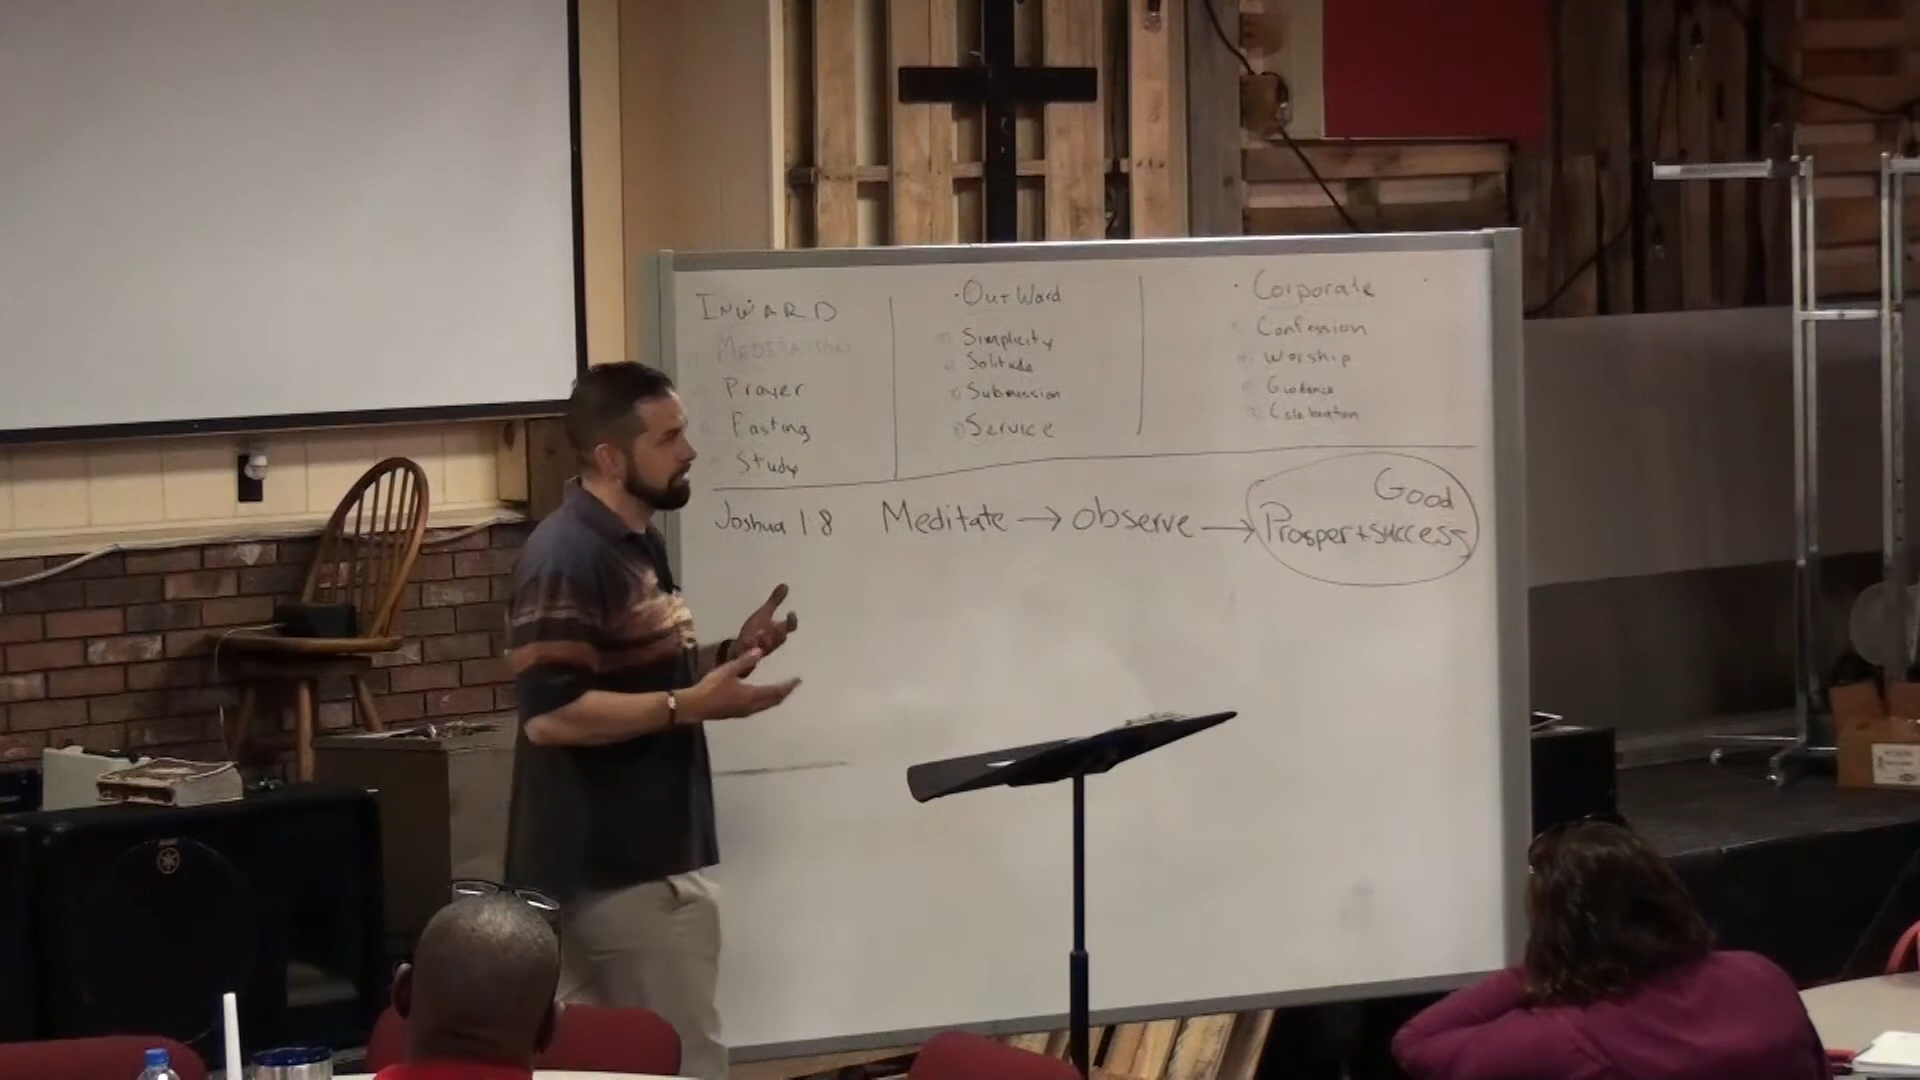 INWARD
MEDITATION
Prayer
Fasting
Study
·OutWard
Simplicity
Solitude
Submission
Service
·Corporate
Confession
Worship
Guidance
Celebration
Joshua 1 8 Meditate → observe → Good
Prosper + success